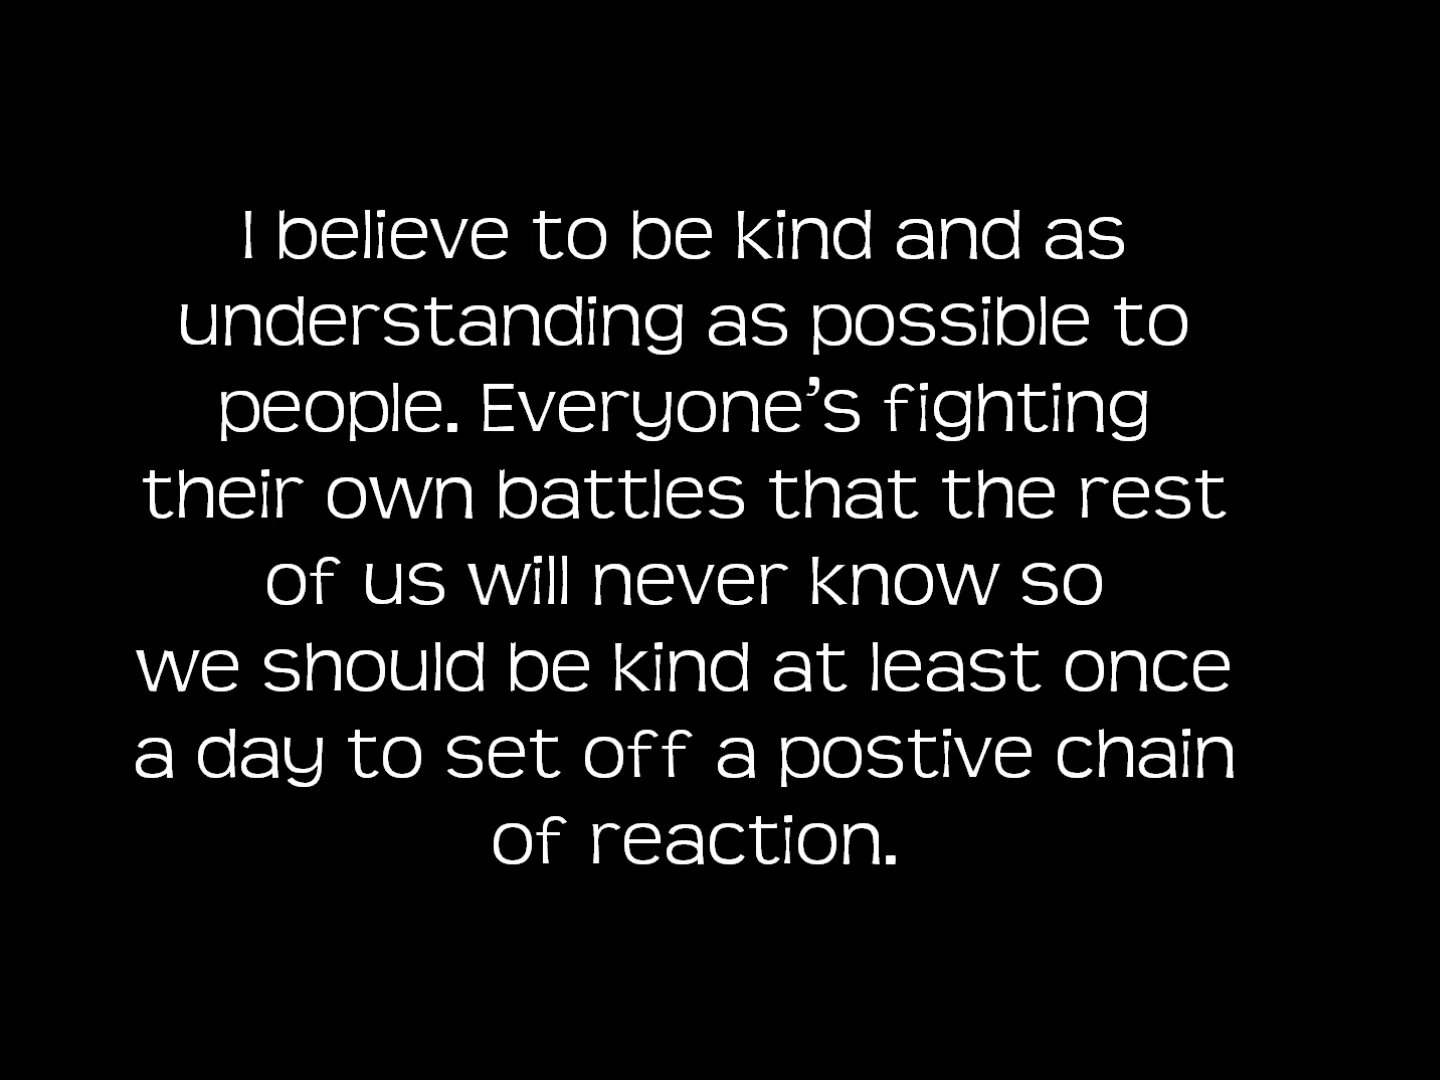 I believe to be kind and as
understanding as possible to
people. Everyone’s fighting
their own battles that the rest
of us will never know so
we should be kind at least once
a day to set off a postive chain
of reaction.